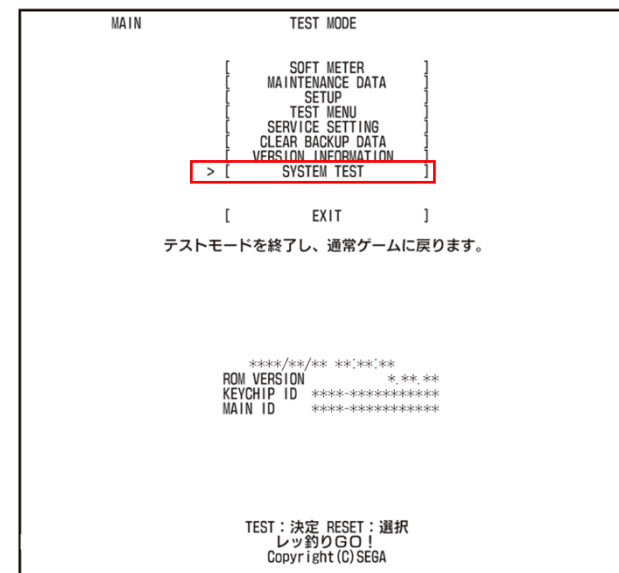 MAIN TEST MODE
[ SOFT METER ]
[ MAINTENANCE DATA ]
[ SETUP ]
[ TEST MENU ]
[ SERVICE SETTING ]
[ CLEAR BACKUP DATA ]
[ VERSION INFORMATION ]
> [ SYSTEM TEST ]
[ EXIT ]
テストモードを終了し、通常ゲームに戻ります。
****/**/** **:**:**
ROM VERSION *.**.**
KEYCHIP ID ****-***********
MAIN ID ****-***********
TEST：決定 RESET：選択
レッ釣りGO！
Copyright(C)SEGA